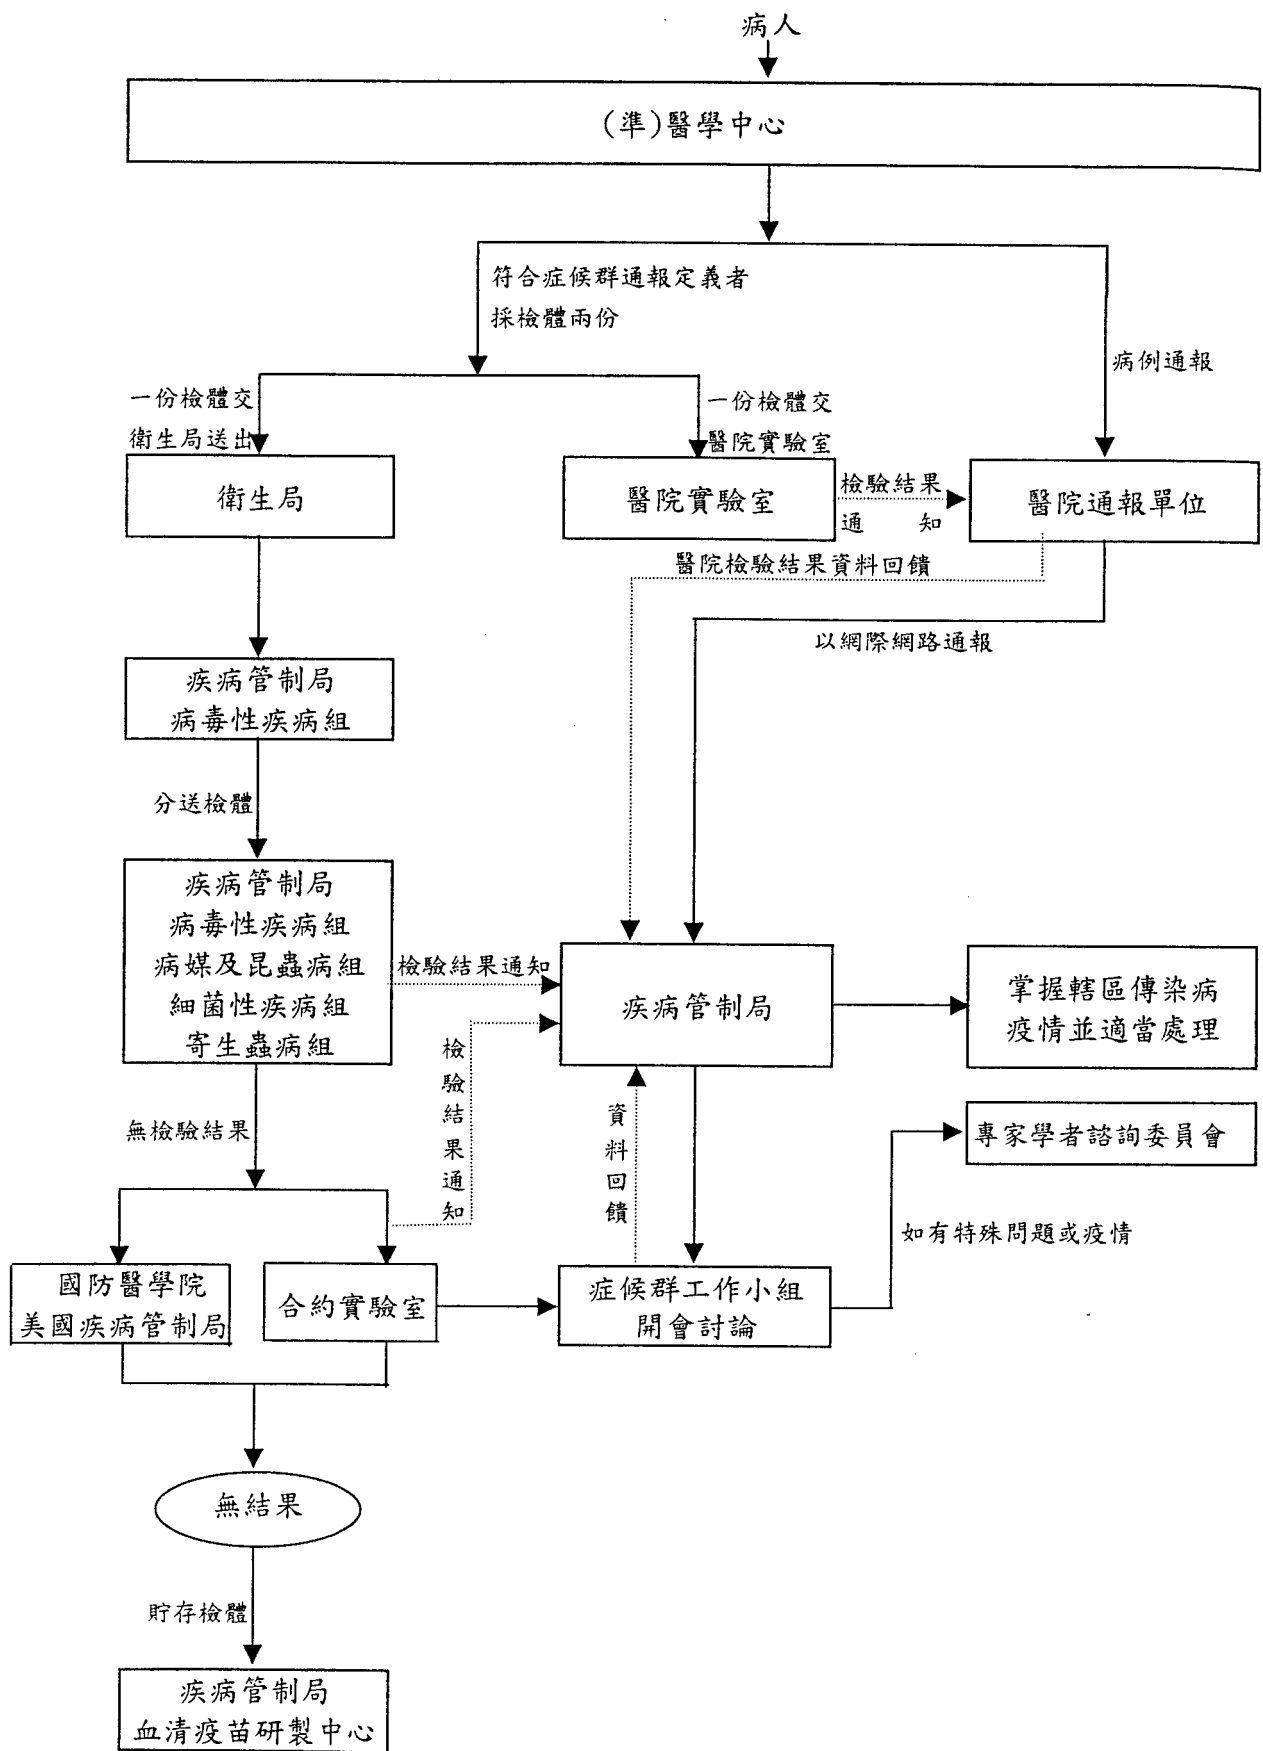 病人
(準)醫學中心
符合症候群通報定義者
採檢體兩份
病例通報
一份檢體交
衛生局送出
一份檢體交
醫院實驗室
衛生局
醫院實驗室
檢驗結果
通 知
醫院通報單位
醫院檢驗結果資料回饋
以網際網路通報
疾病管制局
病毒性疾病組
分送檢體
疾病管制局
病毒性疾病組
病媒及昆蟲病組
細菌性疾病組
寄生蟲病組
檢驗結果通知
疾病管制局
掌握轄區傳染病
疫情並適當處理
檢驗結果通知
資料回饋
無檢驗結果
專家學者諮詢委員會
如有特殊問題或疫情
國防醫學院
美國疾病管制局
合約實驗室
症候群工作小組
開會討論
無結果
貯存檢體
疾病管制局
血清疫苗研製中心